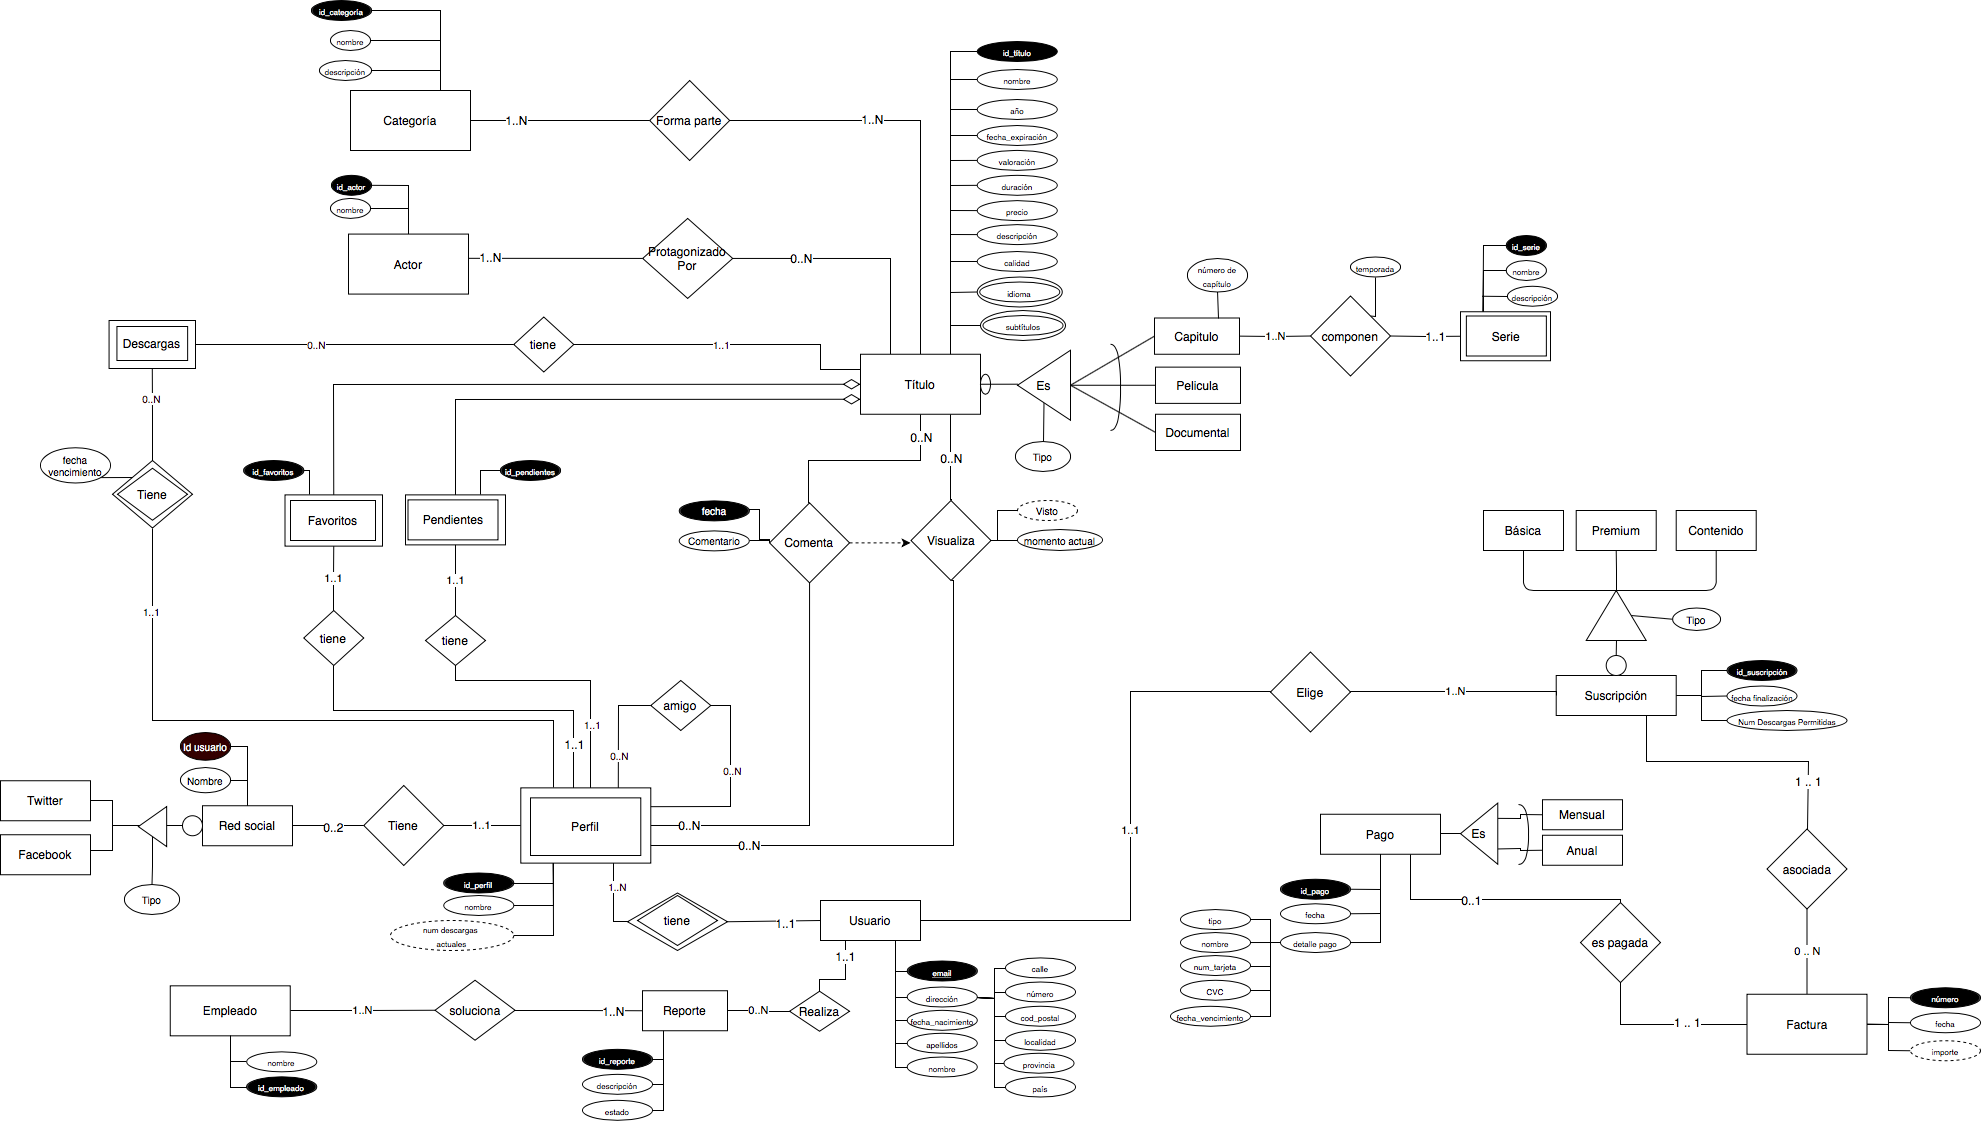 id_categoría
nombre
descripción
Categoría
1..N
Forma parte
1..N
id_título
nombre
año
fecha_expiración
valoración
duración
precio
descripción
calidad
idioma
subtítulos
id_actor
nombre
Actor
1..N
Protagonizado
Por
0..N
Descargas
0..N
tiene
1..1
Título
Es
Tipo
número de
capítulo
Capitulo
Pelicula
Documental
1..N
temporada
componen
1..1
id_serie
nombre
descripción
Serie
0..N
fecha
vencimiento
Tiene
1..1
id_favoritos
Favoritos
1..1
tiene
1..1
id_pendientes
Pendientes
1..1
tiene
1..1
0..N
0..N
fecha
Comentario
Comenta
Visualiza
Visto
momento actual
amigo
0..N
0..N
0..N
0..N
Básica
Premium
Contenido
Tipo
Suscripción
id_suscripción
fecha finalización
Num Descargas Permitidas
Elige
1..N
1..1
Id usuario
Nombre
Twitter
Facebook
Tipo
Red social
0..2
Tiene
1..1
Perfil
id_perfil
nombre
num descargas
actuales
1..N
tiene
1..1
Usuario
email
dirección
fecha_nacimiento
apellidos
nombre
calle
número
cod_postal
localidad
provincia
país
1..1
Realiza
0..N
Reporte
id_reporte
descripción
estado
1..N
soluciona
1..N
Empleado
nombre
id_empleado
Pago
Es
Mensual
Anual
id_pago
fecha
detalle pago
tipo
nombre
num_tarjeta
CVC
fecha_vencimiento
0..1
es pagada
1 .. 1
1 .. 1
asociada
0 .. N
Factura
número
fecha
importe